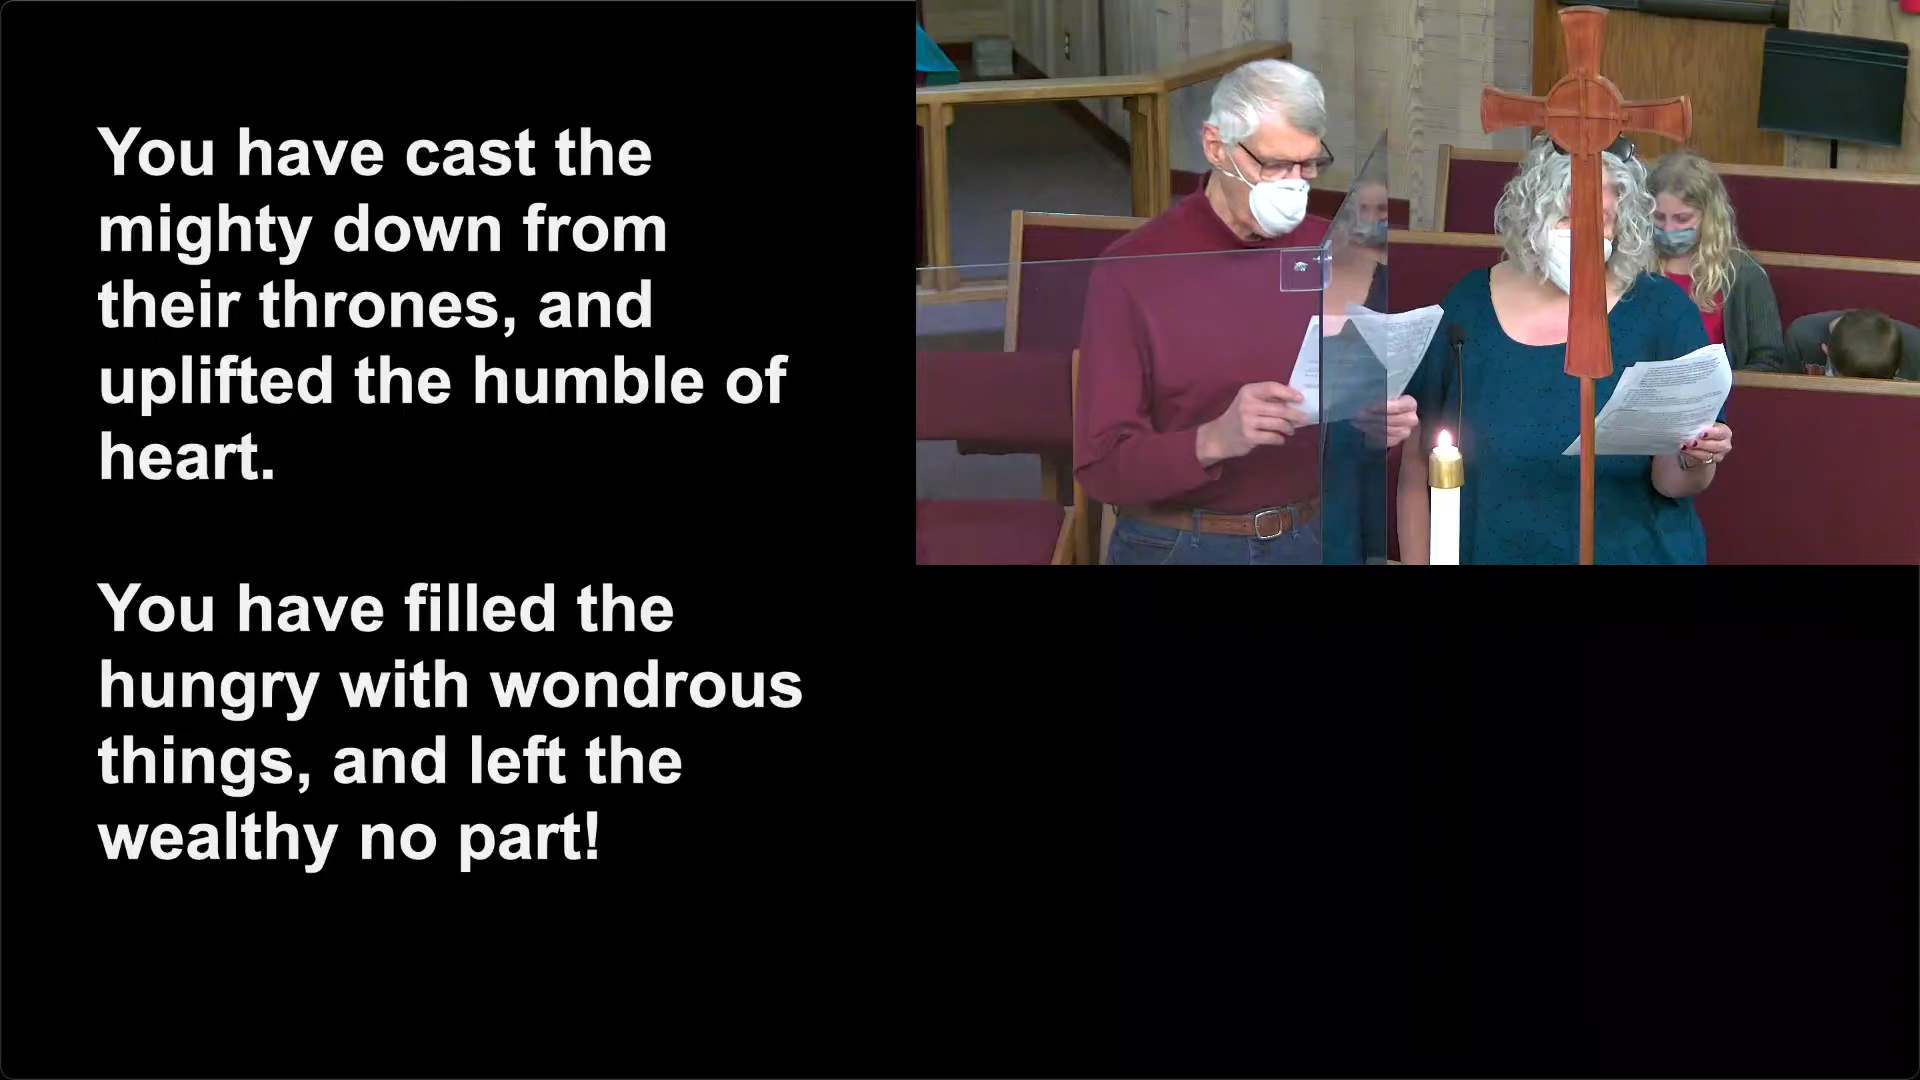 You have cast the
mighty down from
their thrones, and
uplifted the humble of
heart.
You have filled the
hungry with wondrous
things, and left the
wealthy no part!